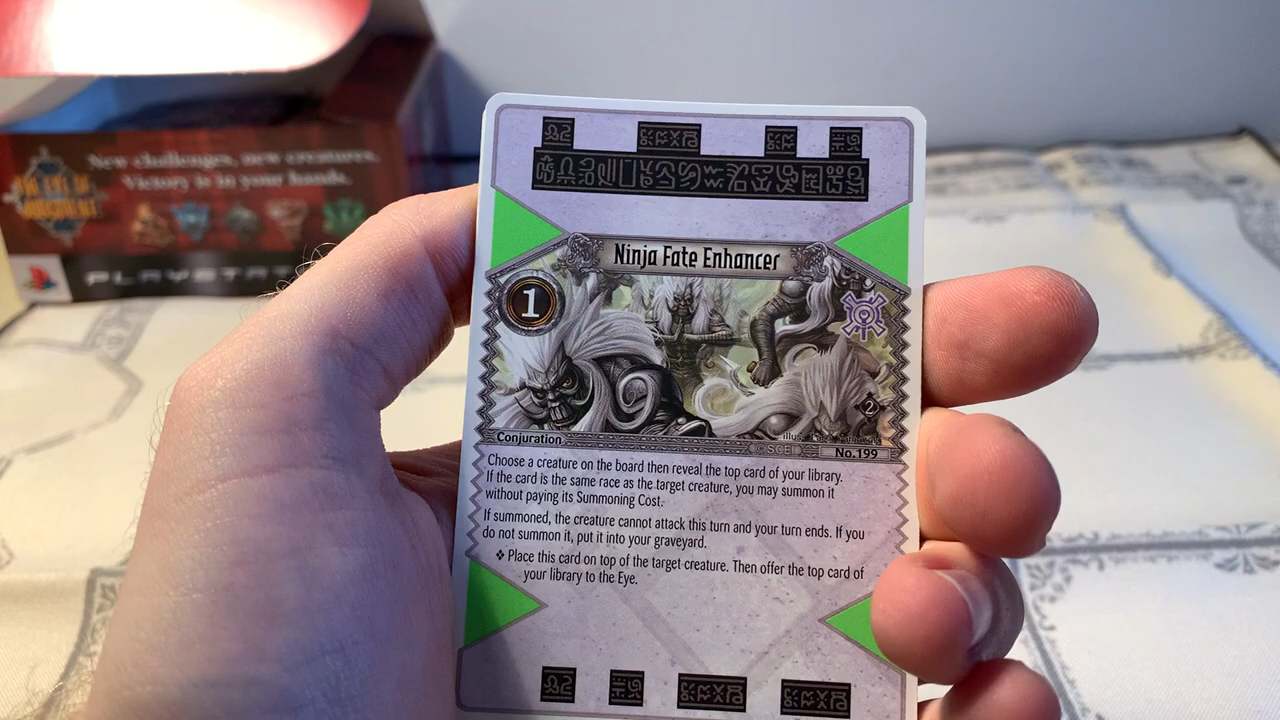 New challenges, new creatures.
Victory is in your hands.
THE EYE OF
JUDGMENT
PLAYSTAT
Ninja Fate Enhancer
1
2
illus.
Conjuration
©SCEI
No.199
Choose a creature on the board then reveal the top card of your library.
If the card is the same race as the target creature, you may summon it
without paying its Summoning Cost.
If summoned, the creature cannot attack this turn and your turn ends. If you
do not summon it, put it into your graveyard.
❖ Place this card on top of the target creature. Then offer the top card of
your library to the Eye.